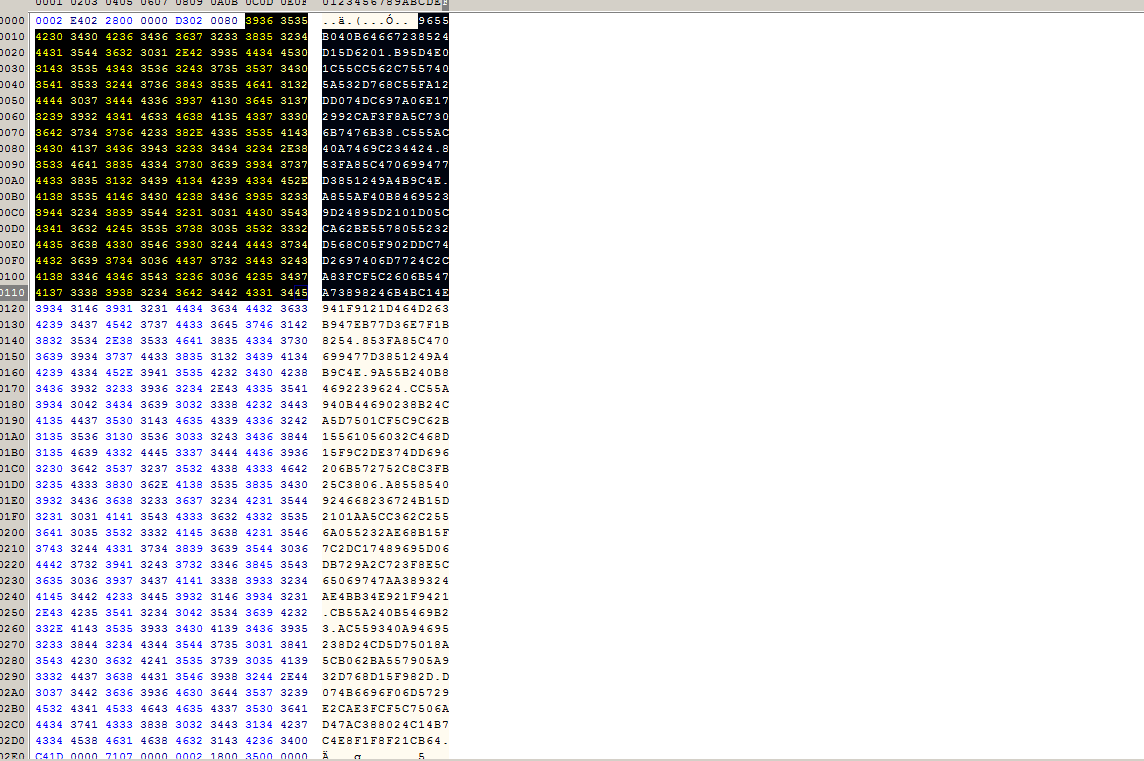 0001 0203 0405 0607 0809 0A0B 0C0D 0E0F 0123456789ABCDEF
0000 0002 E402 2800 0000 D302 0080 3936 3535 ..ä.(...Ó.. 9655
0010 4230 3430 4236 3436 3637 3233 3835 3234 B040B64667238524
0020 4431 3544 3632 3031 2E42 3935 4434 4530 D15D6201.B95D4E0
0030 3143 3535 4343 3536 3243 3735 3537 3430 1C55CC562C755740
0040 3541 3533 3244 3736 3843 3535 4641 3132 5A532D768C55FA12
0050 4444 3037 3444 4336 3937 4130 3645 3137 DD074DC697A06E17
0060 3239 3932 4341 4633 4638 4135 4337 3330 2992CAF3F8A5C730
0070 3642 3734 3736 4233 382E 4335 3535 4143 6B7476B38.C555AC
0080 3430 4137 3436 3943 3233 3434 3234 2E38 40A7469C234424.8
0090 3533 4641 3835 4334 3730 3639 3934 3737 53FA85C470699477
00A0 4433 3835 3132 3439 4134 4239 4334 452E D3851249A4B9C4E.
00B0 4138 3535 4146 3430 4238 3436 3935 3233 A855AF40B8469523
00C0 3944 3234 3839 3544 3231 3031 4430 3543 9D24895D2101D05C
00D0 4341 3632 4245 3535 3738 3035 3532 3332 CA62BE5578055232
00E0 4435 3638 4330 3546 3930 3244 4443 3734 D568C05F902DDC74
00F0 4432 3639 3734 3036 4437 3732 3443 3243 D2697406D7724C2C
0100 4138 3346 4346 3543 3236 3036 4235 3437 A83FCF5C2606B547
0110 4137 3338 3938 3234 3642 3442 4331 3445 A73898246B4BC14E
0120 3934 3146 3931 3231 4434 3634 4432 3633 941F9121D464D263
0130 4239 3437 4542 3737 4433 3645 3746 3142 B947EB77D36E7F1B
0140 3832 3534 2E38 3533 4641 3835 4334 3730 8254.853FA85C470
0150 3639 3934 3737 4433 3835 3132 3439 4134 699477D3851249A4
0160 4239 4334 452E 3941 3535 4232 3430 4238 B9C4E.9A55B240B8
0170 3436 3932 3233 3936 3234 2E43 4335 3541 4692239624.CC55A
0180 3934 3042 3434 3639 3032 3338 4232 3443 940B44690238B24C
0190 4135 4437 3530 3143 4635 4339 4336 3242 A5D7501CF5C9C62B
01A0 3135 3536 3130 3536 3033 3243 3436 3844 15561056032C468D
01B0 3135 4639 4332 4445 3337 3444 4436 3936 15F9C2DE374DD696
01C0 3230 3642 3537 3237 3532 4338 4333 4642 206B572752C8C3FB
01D0 3235 4333 3830 362E 4138 3535 3835 3430 25C3806.A8558540
01E0 3932 3436 3638 3233 3637 3234 4231 3544 924668236724B15D
01F0 3231 3031 4141 3543 4333 3632 4332 3535 2101AA5CC362C255
0200 3641 3035 3532 3332 4145 3638 4231 3546 6A055232AE68B15F
0210 3743 3244 4331 3734 3839 3639 3544 3036 7C2DC17489695D06
0220 4442 3732 3941 3243 3732 3346 3845 3543 DB729A2C723F8E5C
0230 3635 3036 3937 3437 4141 3338 3933 3234 65069747AA389324
0240 4145 3442 4233 3445 3932 3146 3934 3231 AE4BB34E921F9421
0250 2E43 4235 3541 3234 3042 3534 3639 4232 .CB55A240B5469B2
0260 332E 4143 3535 3933 3430 4139 3436 3935 3.AC559340A94695
0270 3233 3844 3234 4344 3544 3735 3031 3841 238D24CD5D75018A
0280 3543 4230 3632 4241 3535 3739 3035 4139 5CB062BA557905A9
0290 3332 4437 3638 4431 3546 3938 3244 2E44 32D768D15F982D.D
02A0 3037 3442 3636 3936 4630 3644 3537 3239 074B6696F06D5729
02B0 4532 4341 4533 4643 4635 4337 3530 3641 E2CAE3FCF5C7506A
02C0 4434 3741 4333 3838 3032 3443 3134 4237 D47AC388024C14B7
02D0 4334 4538 4631 4638 4632 3143 4236 3400 C4E8F1F8F21CB64.
02E0 C41D 0000 7107 0000 0002 1800 3500 0000 Ä q 5